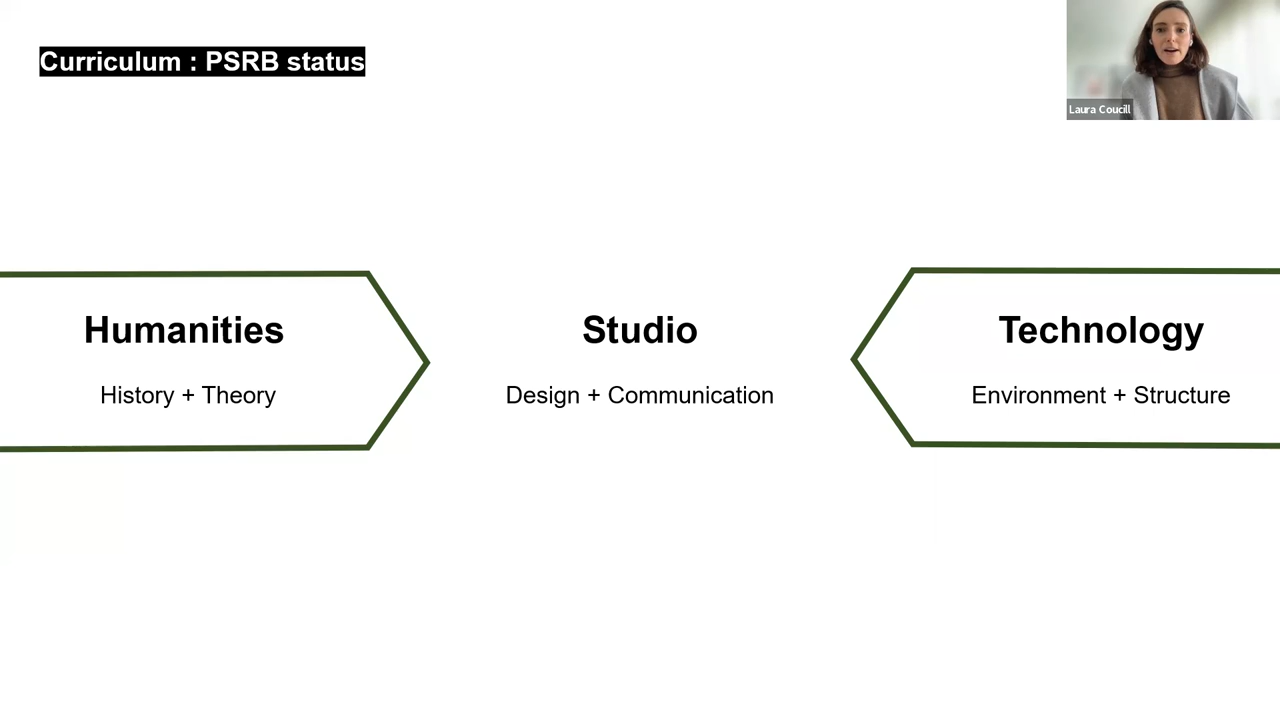 Curriculum : PSRB status
Laura Coucill
Humanities
History + Theory
Studio
Design + Communication
Technology
Environment + Structure